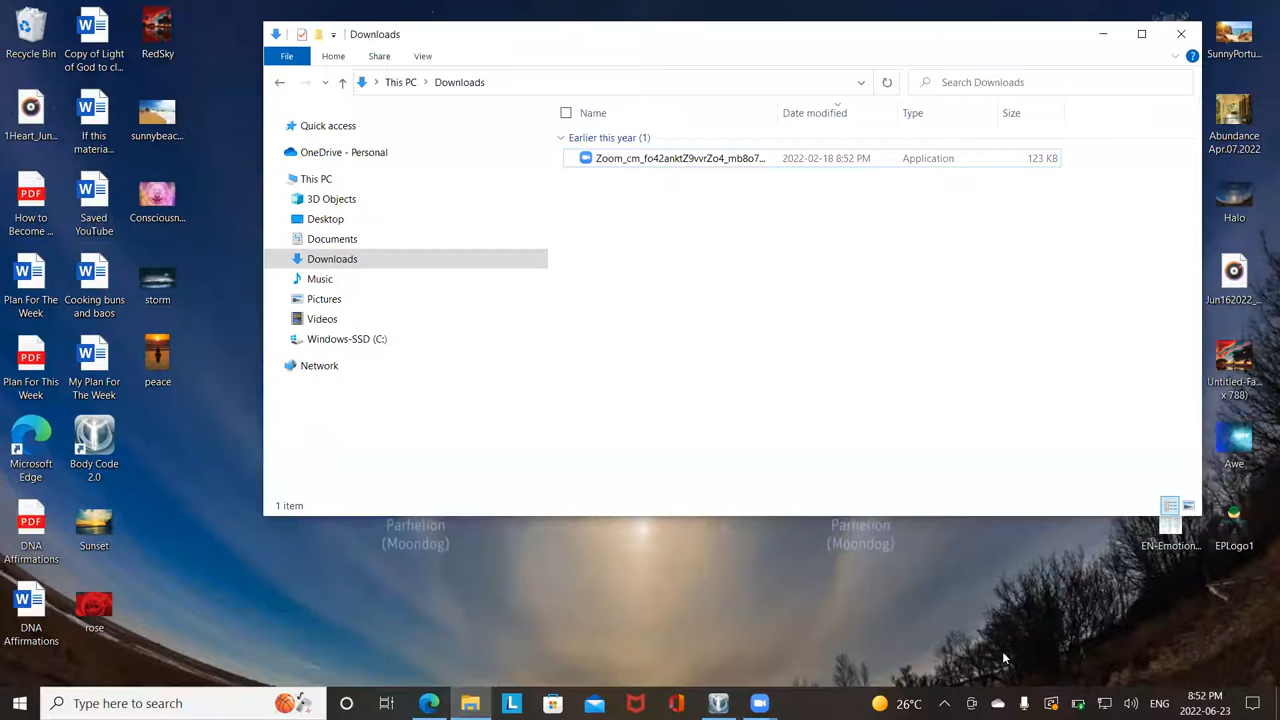 Recycle Bin
Copy of Light
of God to cl...
RedSky
1Heart_Jun...
If this
materia...
sunnybeac...
How to
Become ...
Saved
YouTube
Consciousn...
Plan For The
Week
Cooking buns
and baos
storm
Plan For This
Week
My Plan For
The Week
peace
Microsoft
Edge
Body Code
2.0
DNA
Affirmations
Sunset
DNA
Affirmations
rose
Downloads
File
Home
Share
View
This PC
Downloads
Search Downloads
Name
Date modified
Type
Size
Earlier this year (1)
Zoom_cm_fo42anktZ9vvrZo4_mb8o7...
2022-02-18 8:52 PM
Application
123 KB
Quick access
OneDrive - Personal
This PC
3D Objects
Desktop
Documents
Downloads
Music
Pictures
Videos
Windows-SSD (C:)
Network
1 item
Parhelion
(Moondog)
Parhelion
(Moondog)
SunnyPortu...
Abundance
Apr.07.2022
Halo
Jun162022_...
Untitled-Fa...
x 788)
Awe
EN-Emotion...
EPLogo1
Type here to search
26°C
ENG
8:52 PM
2022-06-23